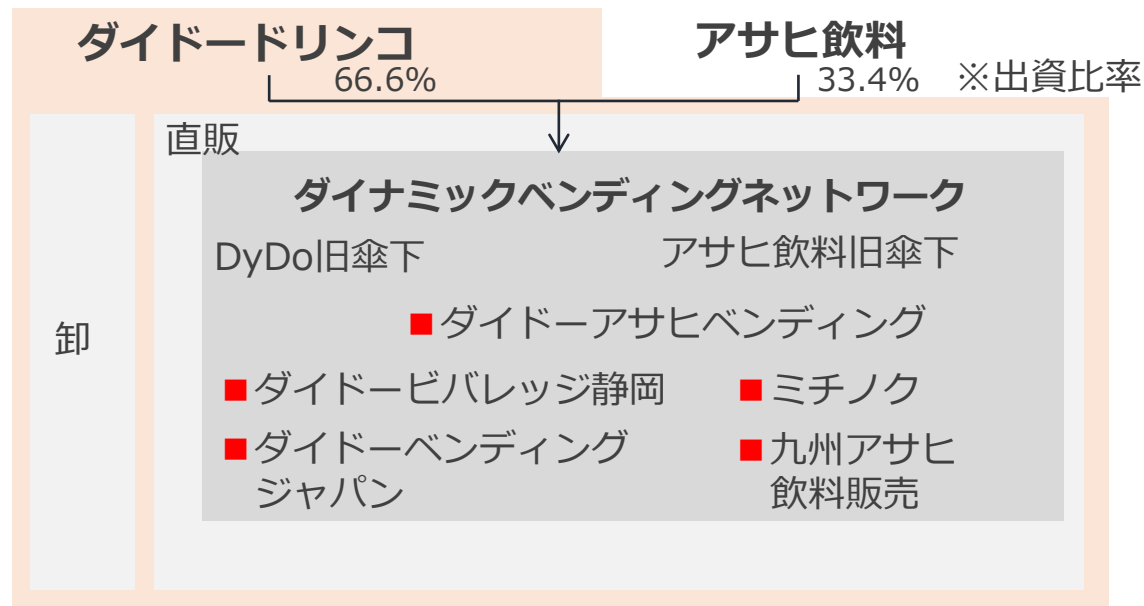 ダイドードリンコ
アサヒ飲料
66.6%
33.4% ※出資比率
直販
ダイナミックベンディングネットワーク
DyDo旧傘下
アサヒ飲料旧傘下
■ダイドーアサヒベンディング
卸
■ダイドービバレッジ静岡
■ミチノク
■ダイドーベンディング
ジャパン
■九州アサヒ
飲料販売